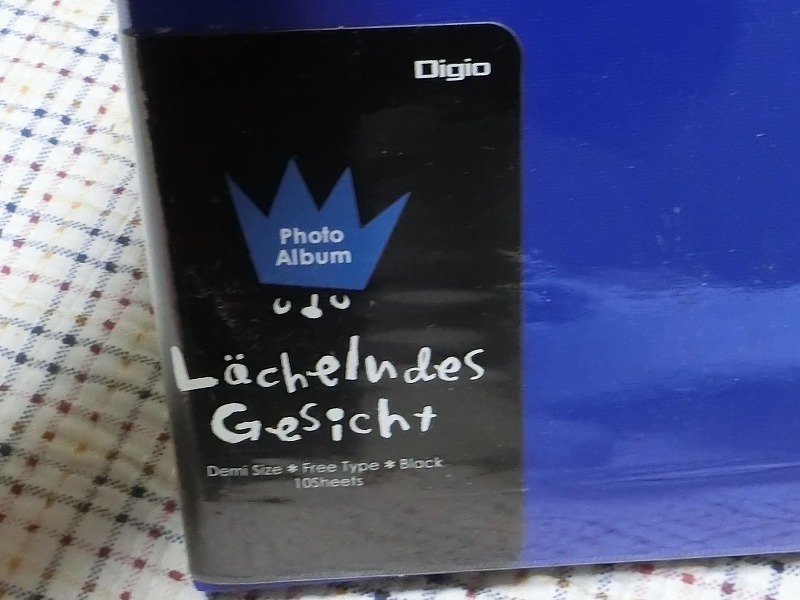 Digio
Photo
Album
Lächelndes
Gesicht
Demi Size * Free Type * Black
10Sheets